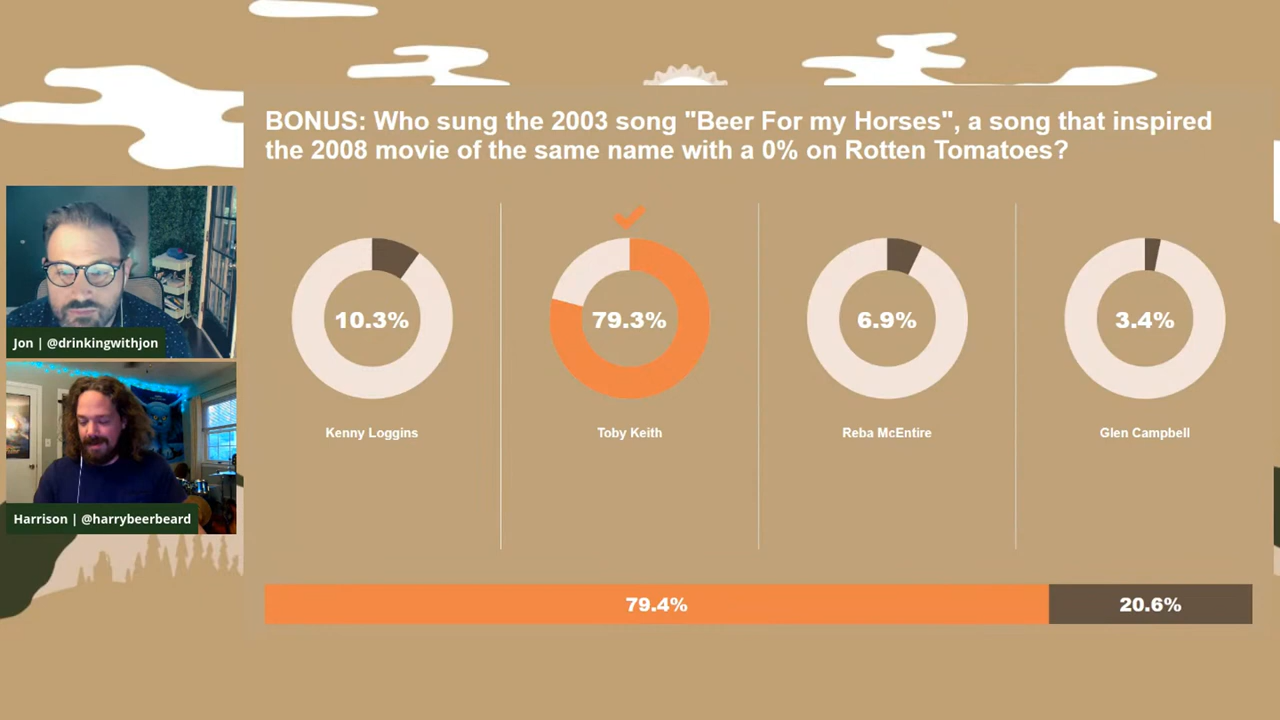 BONUS: Who sung the 2003 song "Beer For my Horses", a song that inspired
the 2008 movie of the same name with a 0% on Rotten Tomatoes?
10.3%
79.3%
6.9%
3.4%
Kenny Loggins
Toby Keith
Reba McEntire
Glen Campbell
Jon | @drinkingwithjon
Harrison | @harrybeerbeard
79.4%
20.6%